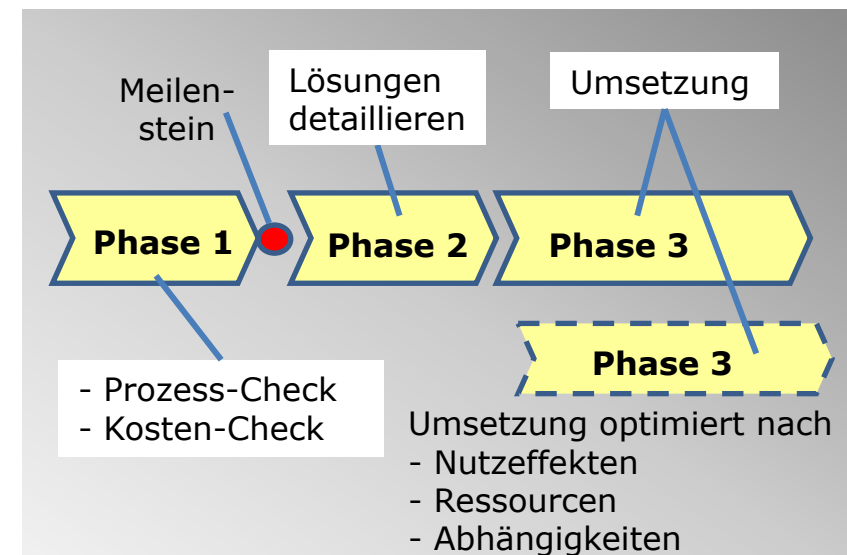 Meilen-
stein
Lösungen
detaillieren
Umsetzung
Phase 1
Phase 2
Phase 3
Phase 3
- Prozess-Check
- Kosten-Check
Umsetzung optimiert nach
- Nutzeffekten
- Ressourcen
- Abhängigkeiten